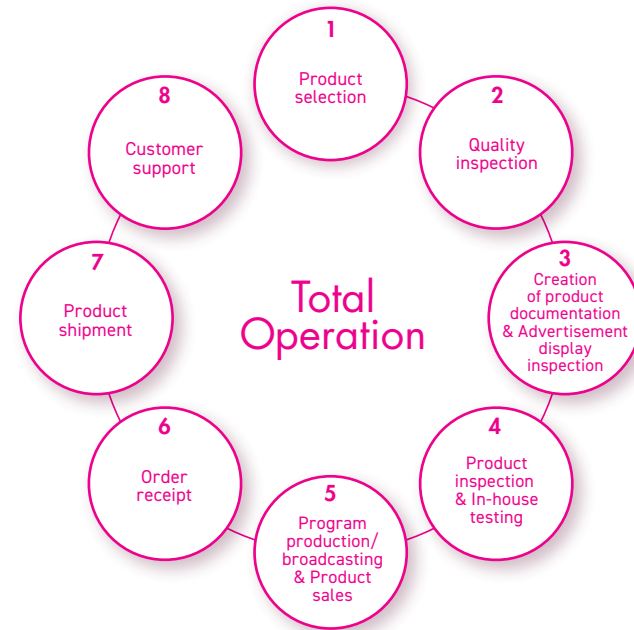 1
Product
selection
2
Quality
inspection
3
Creation
of product
documentation
& Advertisement
display
inspection
4
Product
inspection
& In-house
testing
5
Program
production/
broadcasting
& Product
sales
6
Order
receipt
7
Product
shipment
8
Customer
support
Total
Operation